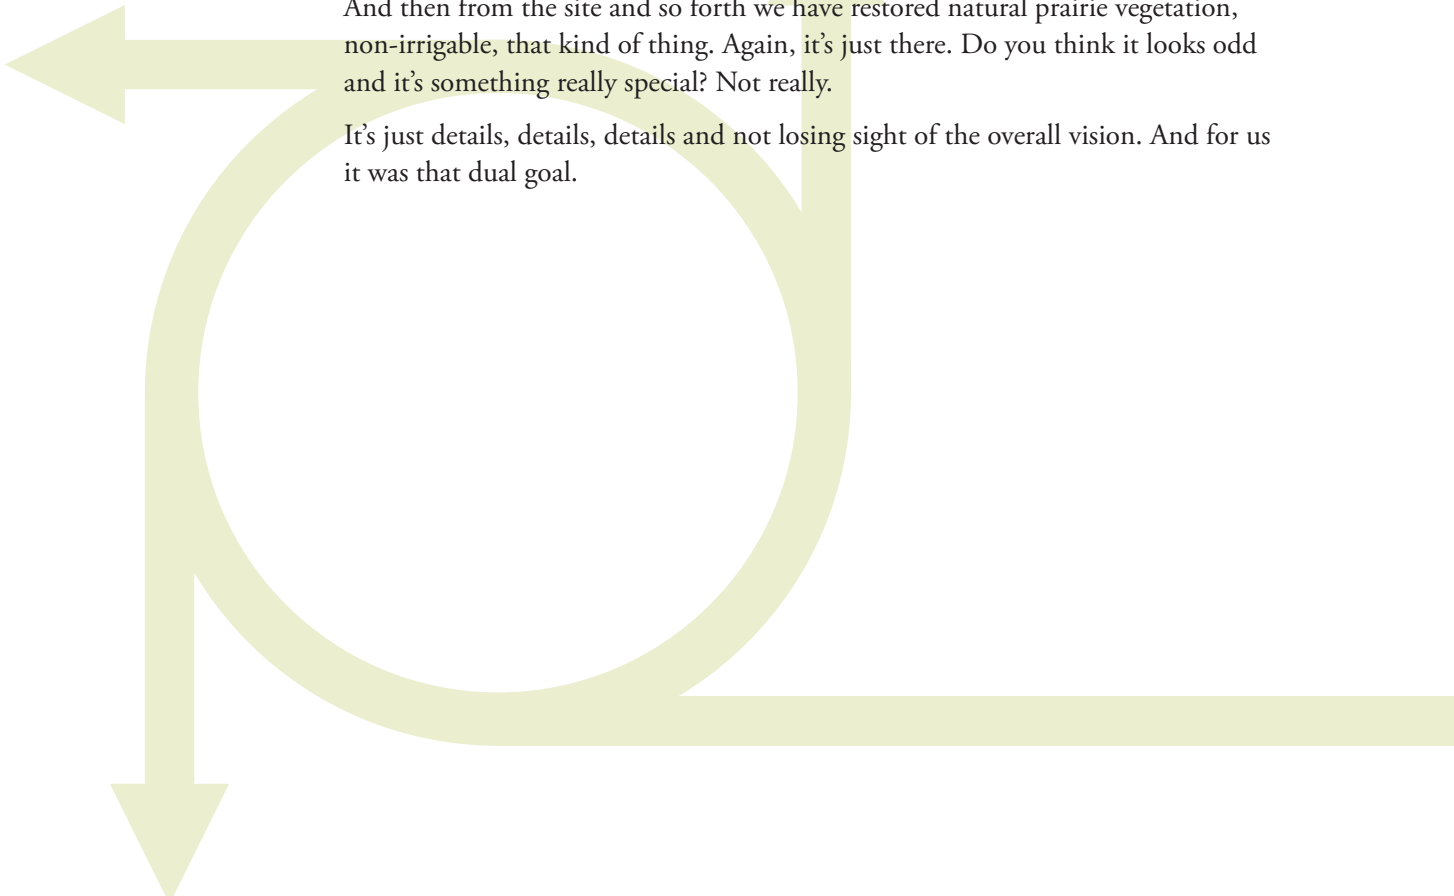 And then from the site and so forth we have restored natural prairie vegetation,
non-irrigable, that kind of thing. Again, it’s just there. Do you think it looks odd
and it’s something really special? Not really.
It’s just details, details, details and not losing sight of the overall vision. And for us
it was that dual goal.